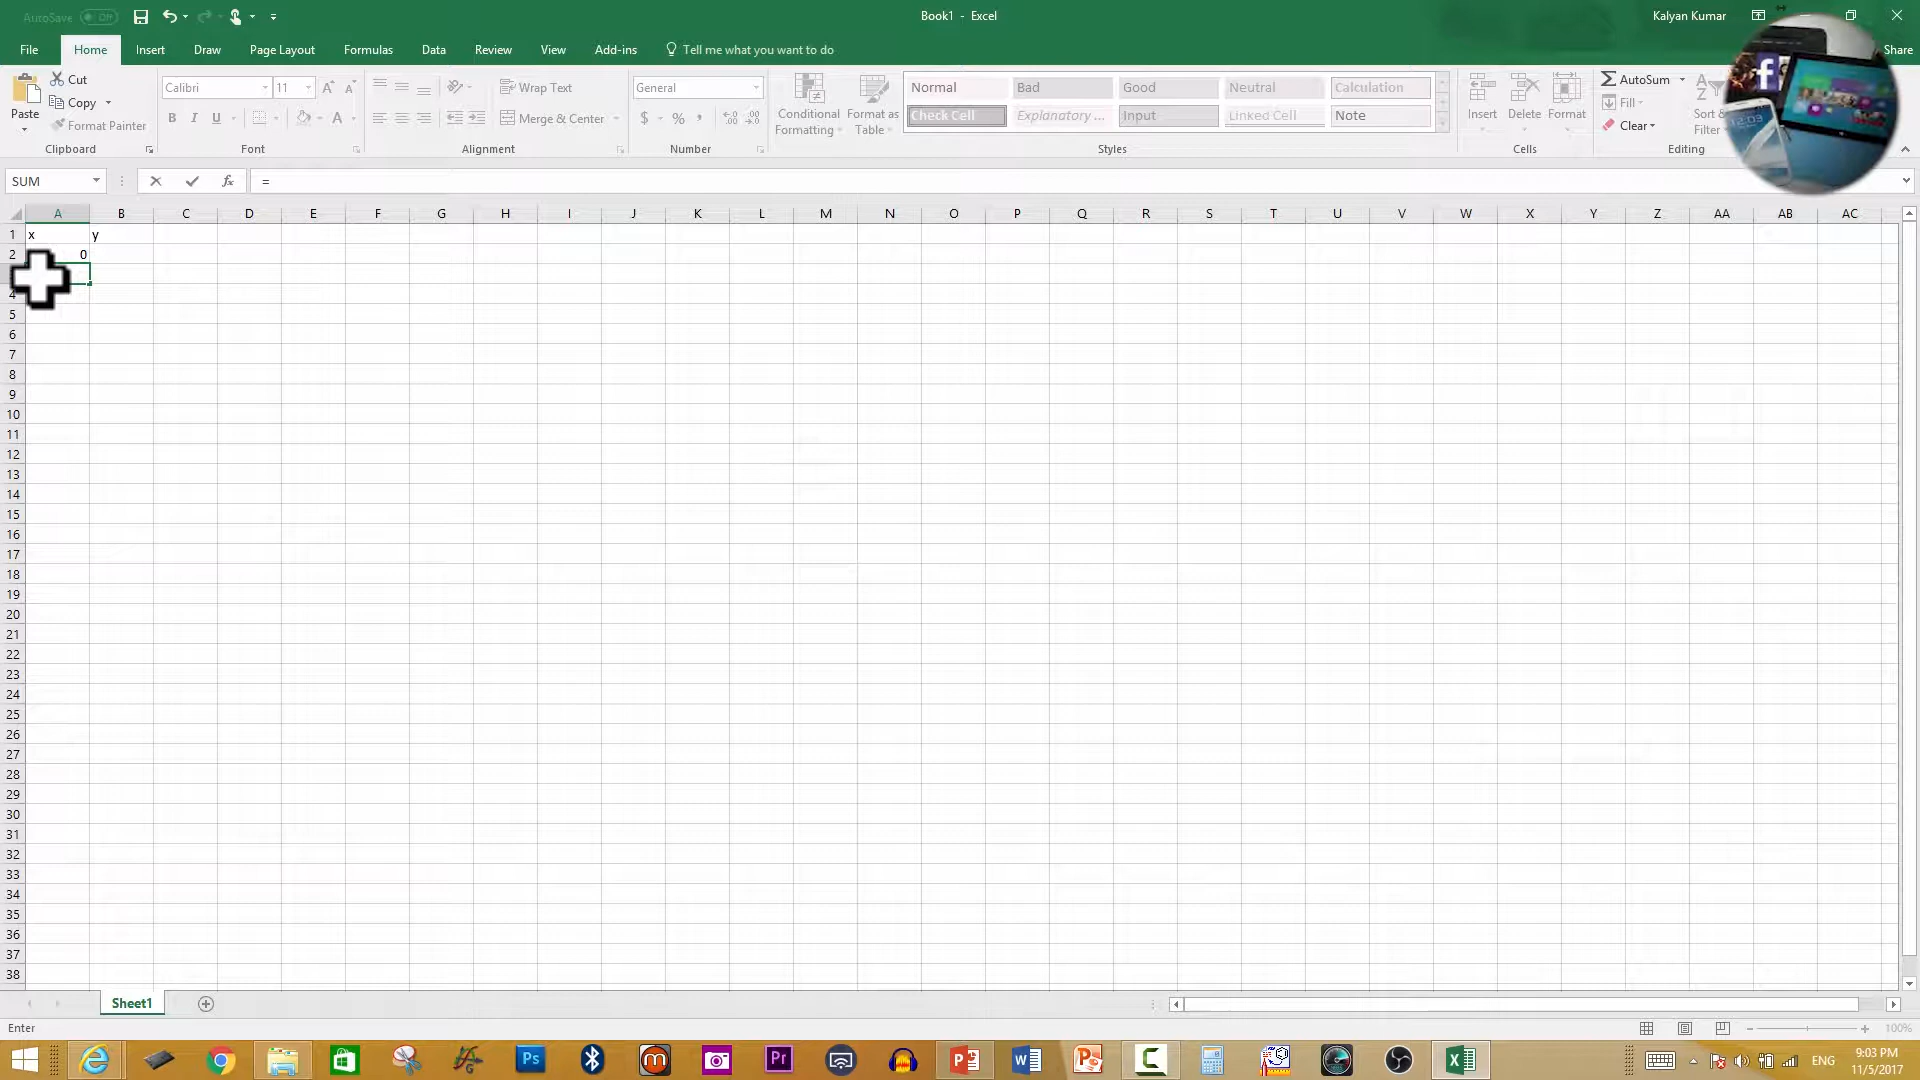 AutoSave Off
Book1 - Excel
Kalyan Kumar
File Home Insert Draw Page Layout Formulas Data Review View Add-ins Tell me what you want to do Share
Paste
Cut
Copy
Format Painter
Clipboard
Calibri 11
B I U
Font
Wrap Text
Merge & Center
Alignment
General
$ % ,
Number
Conditional Formatting
Format as Table
Normal Bad Good Neutral Calculation
Check Cell Explanatory ... Input Linked Cell Note
Styles
Insert Delete Format
Cells
AutoSum
Fill
Clear
Sort &
Filter
Editing
SUM fx =
A B C D E F G H I J K L M N O P Q R S T U V W X Y Z AA AB AC
1 x y
2 0
4
5
6
7
8
9
10
11
12
13
14
15
16
17
18
19
20
21
22
23
24
25
26
27
28
29
30
31
32
33
34
35
36
37
38
Sheet1
Enter
100%
ENG
9:03 PM
11/5/2017